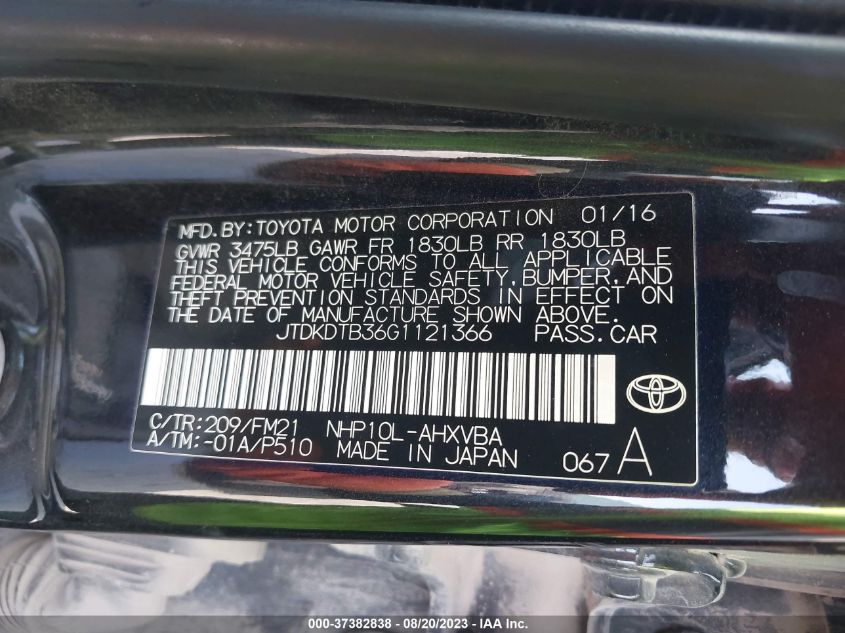 MFD. BY: TOYOTA MOTOR CORPORATION 01/16
GVWR 3475LB GAWR FR 1830LB RR 1830LB
THIS VEHICLE CONFORMS TO ALL APPLICABLE
FEDERAL MOTOR VEHICLE SAFETY, BUMPER, AND
THEFT PREVENTION STANDARDS IN EFFECT ON
THE DATE OF MANUFACTURE SHOWN ABOVE.
JTDKDTB36G1121366 PASS. CAR
C/TR: 209/FM21 NHP10L-AHXVBA
A/TM: -01A/P510 MADE IN JAPAN 067 A
000-37382838 - 08/20/2023 - IAA Inc.